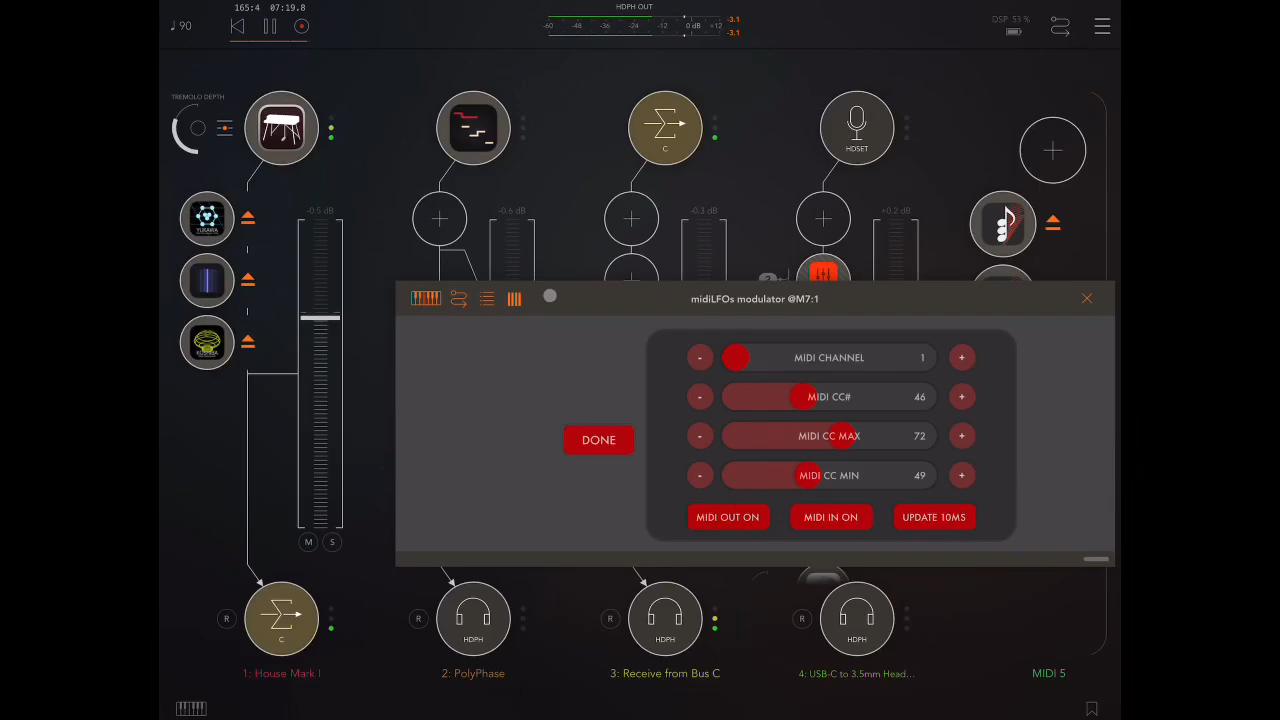 165:4 07:19.8
♩ 90
HDPH OUT
-60 -48 -36 -24 -12 0 dB +12
-3.1
-3.1
DSP 53 %
TREMOLO DEPTH
C
HDSET
YUKAWA
-0.5 dB
-0.6 dB
-0.3 dB
+0.2 dB
midiLFOs modulator @M7:1
- MIDI CHANNEL 1 +
- MIDI CC# 46 +
- MIDI CC MAX 72 +
- MIDI CC MIN 49 +
DONE
MIDI OUT ON MIDI IN ON UPDATE 10MS
M S
R C
R HDPH
R HDPH
R HDPH
1: House Mark I
2: PolyPhase
3: Receive from Bus C
4: USB-C to 3.5mm Head...
MIDI 5